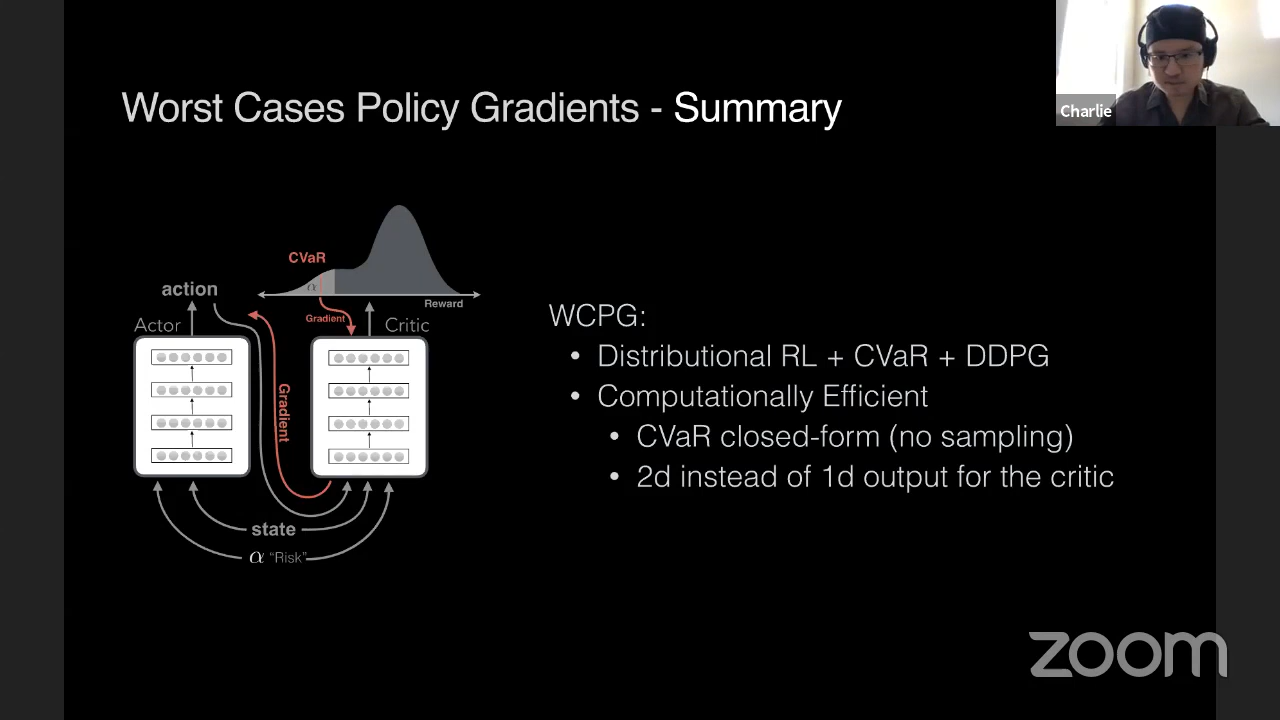 Worst Cases Policy Gradients - Summary
Charlie
CVaR
α
Reward
action
Gradient
Actor
Critic
Gradient
state
α “Risk”
WCPG:
• Distributional RL + CVaR + DDPG
• Computationally Efficient
• CVaR closed-form (no sampling)
• 2d instead of 1d output for the critic
zoom